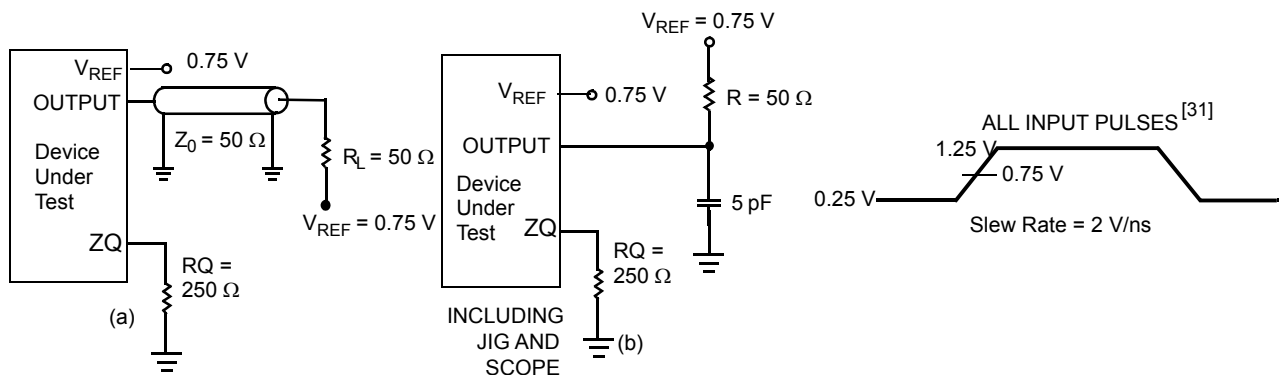 V_REF 0.75 V
OUTPUT
Z_0 = 50 Ω
Device
Under
Test
R_L = 50 Ω
V_REF = 0.75 V
ZQ
RQ =
250 Ω
(a)
V_REF = 0.75 V
R = 50 Ω
V_REF 0.75 V
OUTPUT
Device
Under
Test
5 pF
ZQ
RQ =
250 Ω
INCLUDING
JIG AND
SCOPE
(b)
ALL INPUT PULSES [31]
1.25 V
0.75 V
0.25 V
Slew Rate = 2 V/ns